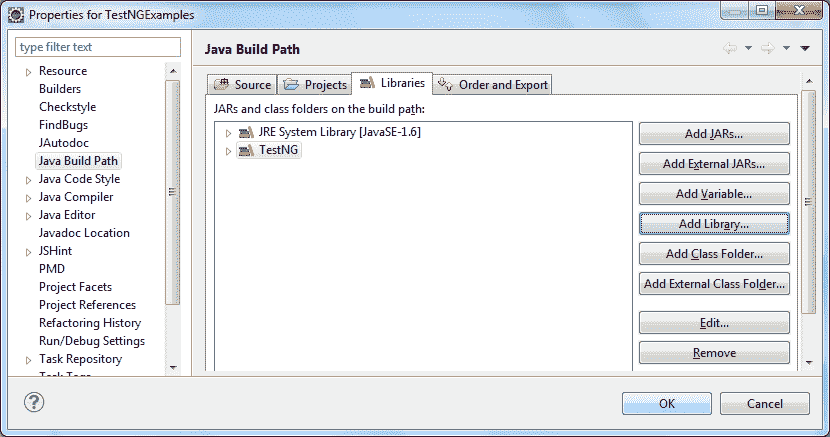 Properties for TestNGExamples
type filter text
Resource
Builders
Checkstyle
FindBugs
JAutodoc
Java Build Path
Java Code Style
Java Compiler
Java Editor
Javadoc Location
JSHint
PMD
Project Facets
Project References
Refactoring History
Run/Debug Settings
Task Repository
Task Tags
Java Build Path
Source
Projects
Libraries
Order and Export
JARs and class folders on the build path:
JRE System Library [JavaSE-1.6]
TestNG
Add JARs...
Add External JARs...
Add Variable...
Add Library...
Add Class Folder...
Add External Class Folder...
Edit...
Remove
?
OK
Cancel